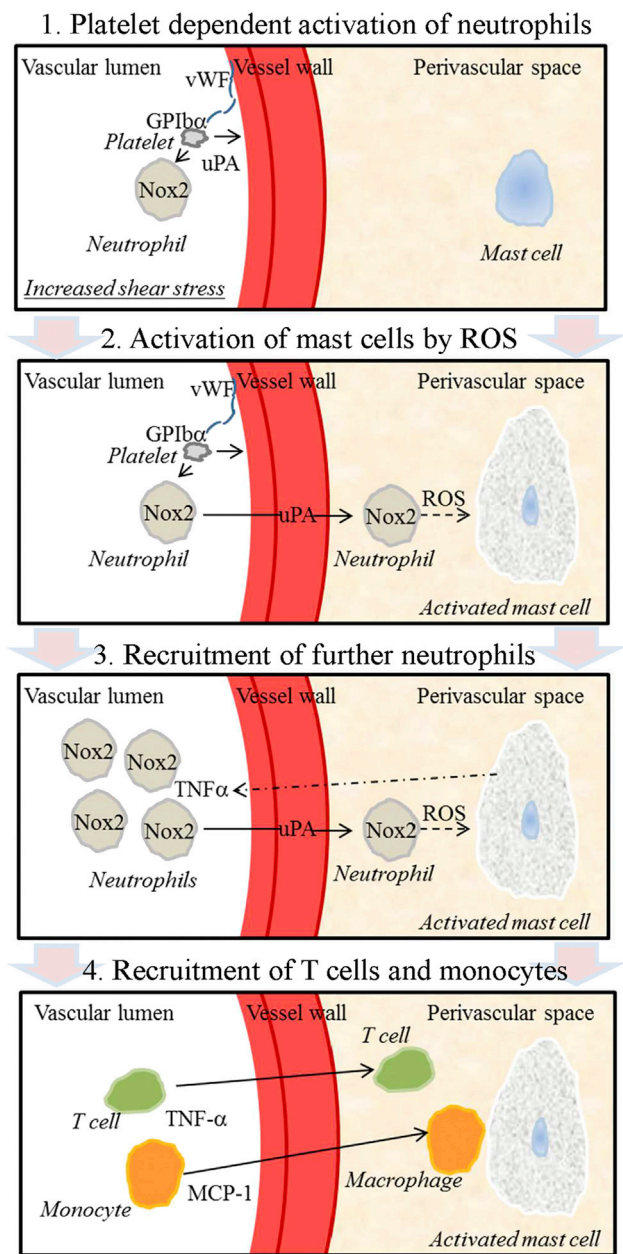 1. Platelet dependent activation of neutrophils
Vascular lumen
Vessel wall
Perivascular space
vWF
GPIbα
Platelet
uPA
Nox2
Neutrophil
Mast cell
Increased shear stress
2. Activation of mast cells by ROS
Vascular lumen
Vessel wall
Perivascular space
vWF
GPIbα
Platelet
Nox2
uPA
Nox2
ROS
Neutrophil
Neutrophil
Activated mast cell
3. Recruitment of further neutrophils
Vascular lumen
Vessel wall
Perivascular space
Nox2
Nox2
TNFα
Nox2
Nox2
uPA
Nox2
ROS
Neutrophils
Neutrophil
Activated mast cell
4. Recruitment of T cells and monocytes
Vascular lumen
Vessel wall
Perivascular space
T cell
T cell
TNF-α
Macrophage
MCP-1
Monocyte
Activated mast cell